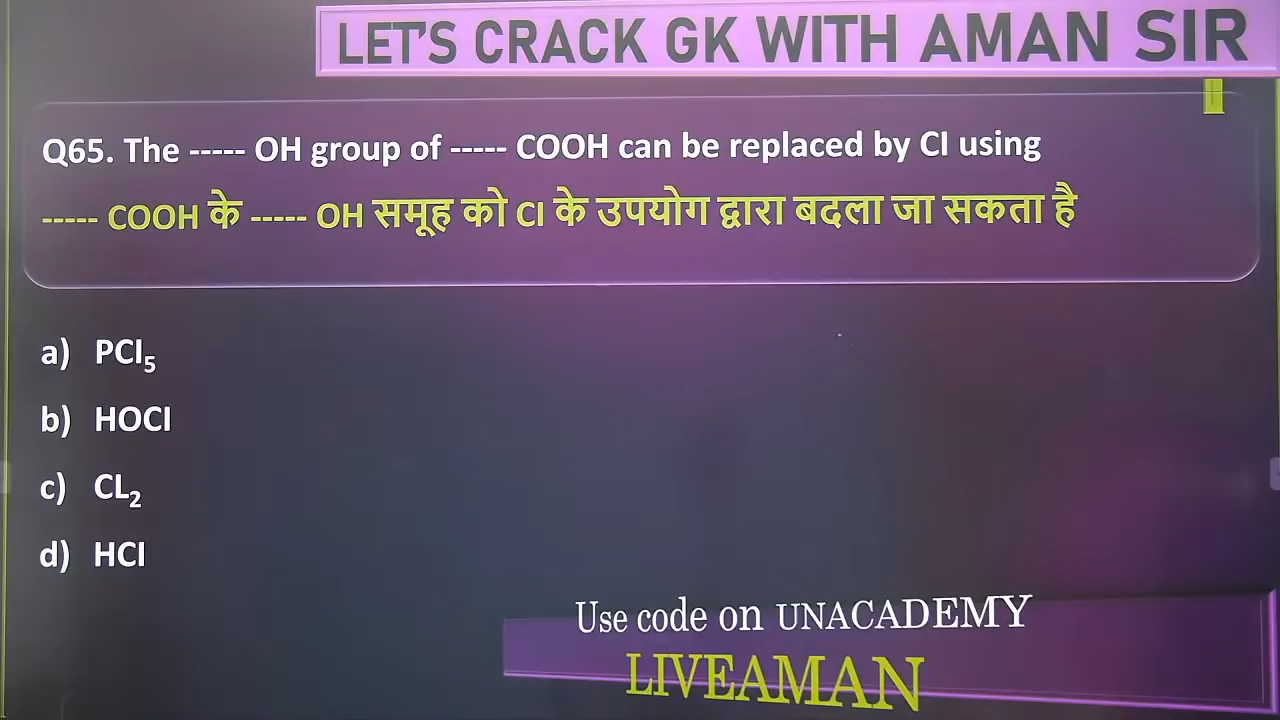 LET'S CRACK GK WITH AMAN SIR
Q65. The ----- OH group of ----- COOH can be replaced by Cl using
----- COOH के ----- OH समूह को Cl के उपयोग द्वारा बदला जा सकता है
a) PCl₅
b) HOCl
c) CL₂
d) HCl
Use code on UNACADEMY
LIVEAMAN